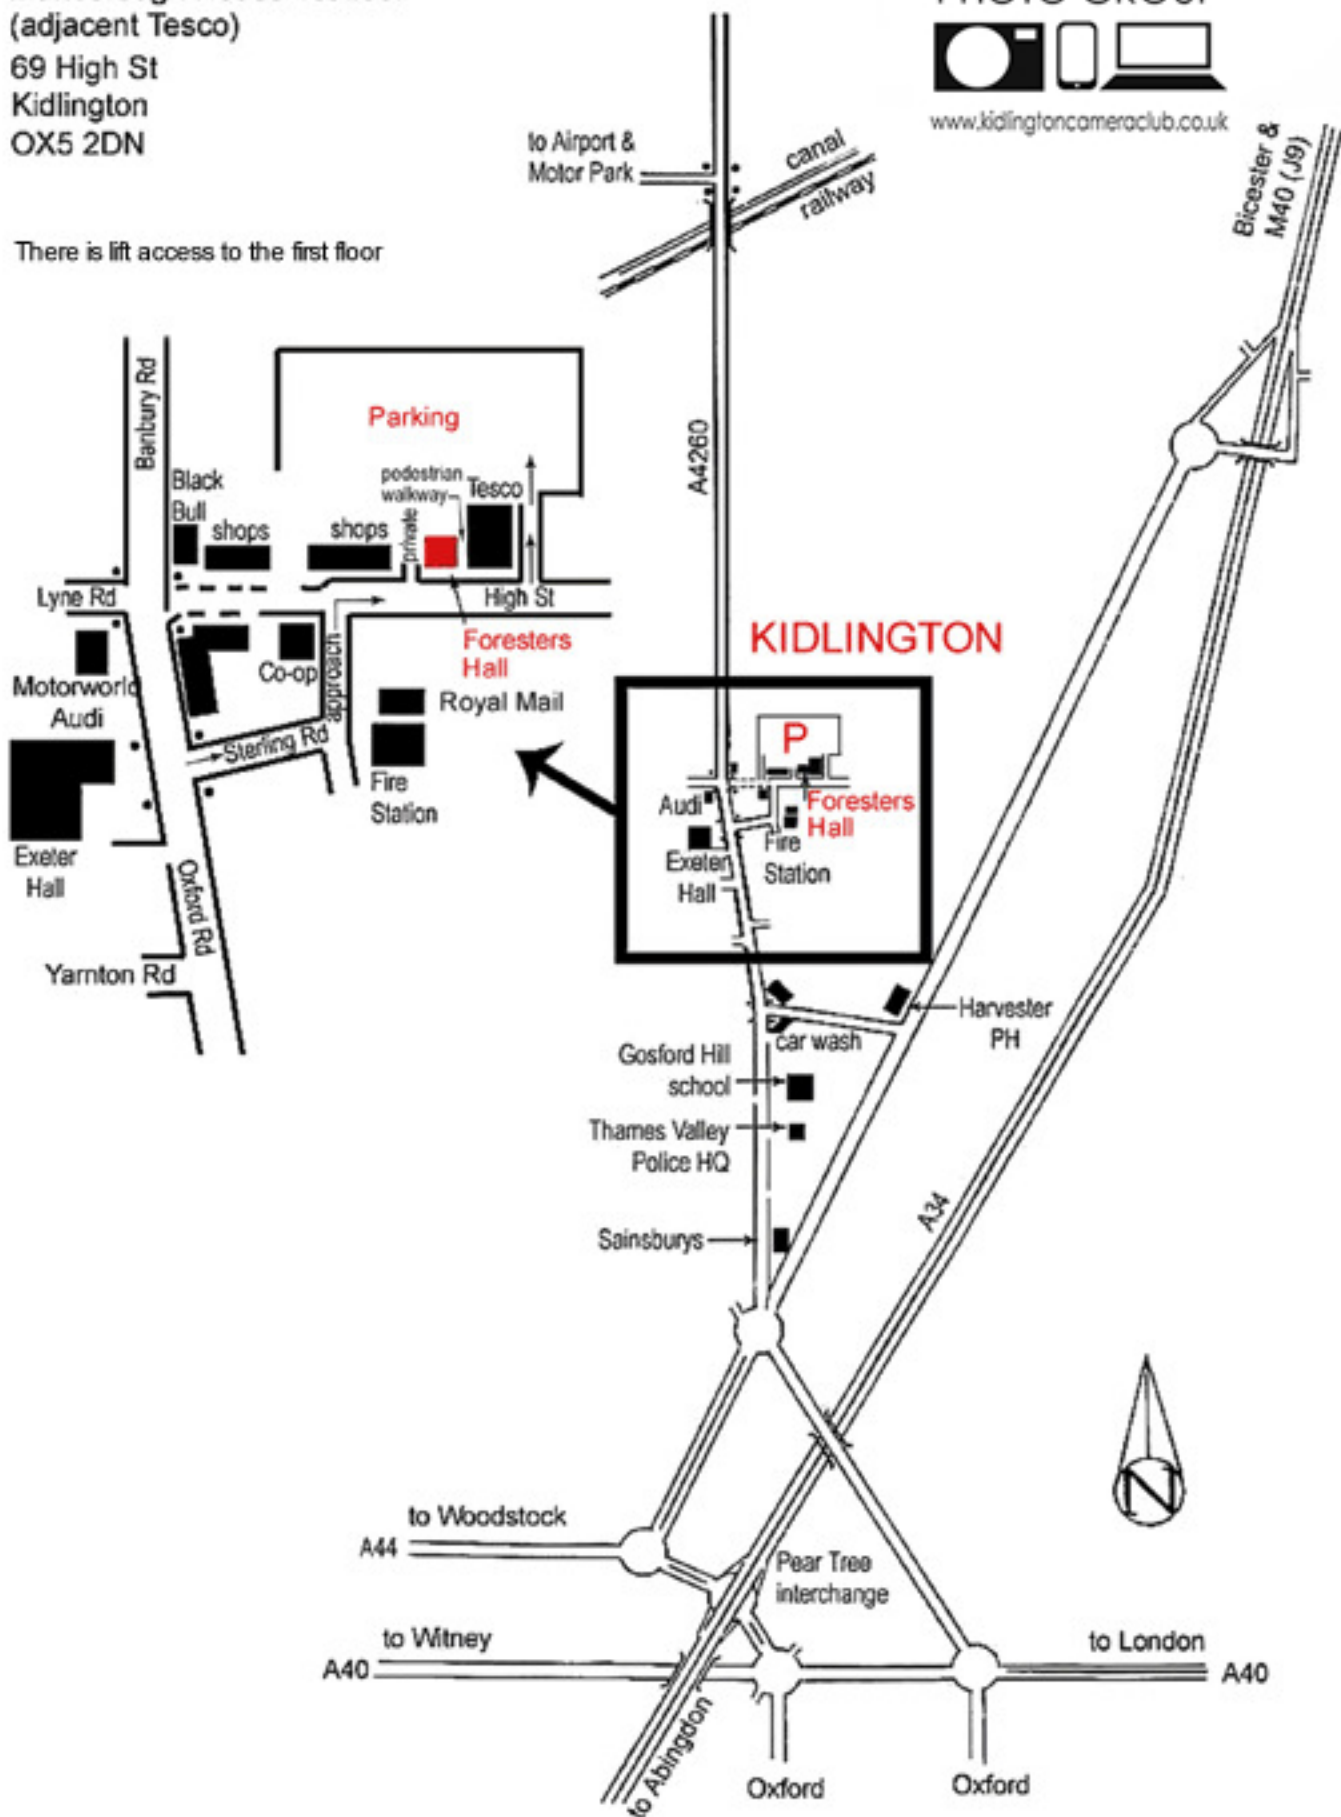 (adjacent Tesco)
69 High St
Kidlington
OX5 2DN
There is lift access to the first floor
PHOTO GROUP
www.kidlingtoncameraclub.co.uk
to Airport &
Motor Park
canal
railway
Bicester &
M40 (J9)
A4260
Banbury Rd
Parking
Black
Bull
shops
shops
private
pedestrian
walkway
Tesco
Lyne Rd
High St
Foresters
Hall
Motorworld
Audi
Co-op
approach
Royal Mail
Sterling Rd
Fire
Station
Exeter
Hall
Oxford Rd
Yarnton Rd
KIDLINGTON
P
Audi
Foresters
Hall
Exeter
Hall
Fire
Station
Harvester
PH
car wash
Gosford Hill
school
Thames Valley
Police HQ
Sainsburys
A34
N
to Woodstock
A44
Pear Tree
interchange
to Witney
A40
to London
A40
to Abingdon
Oxford
Oxford